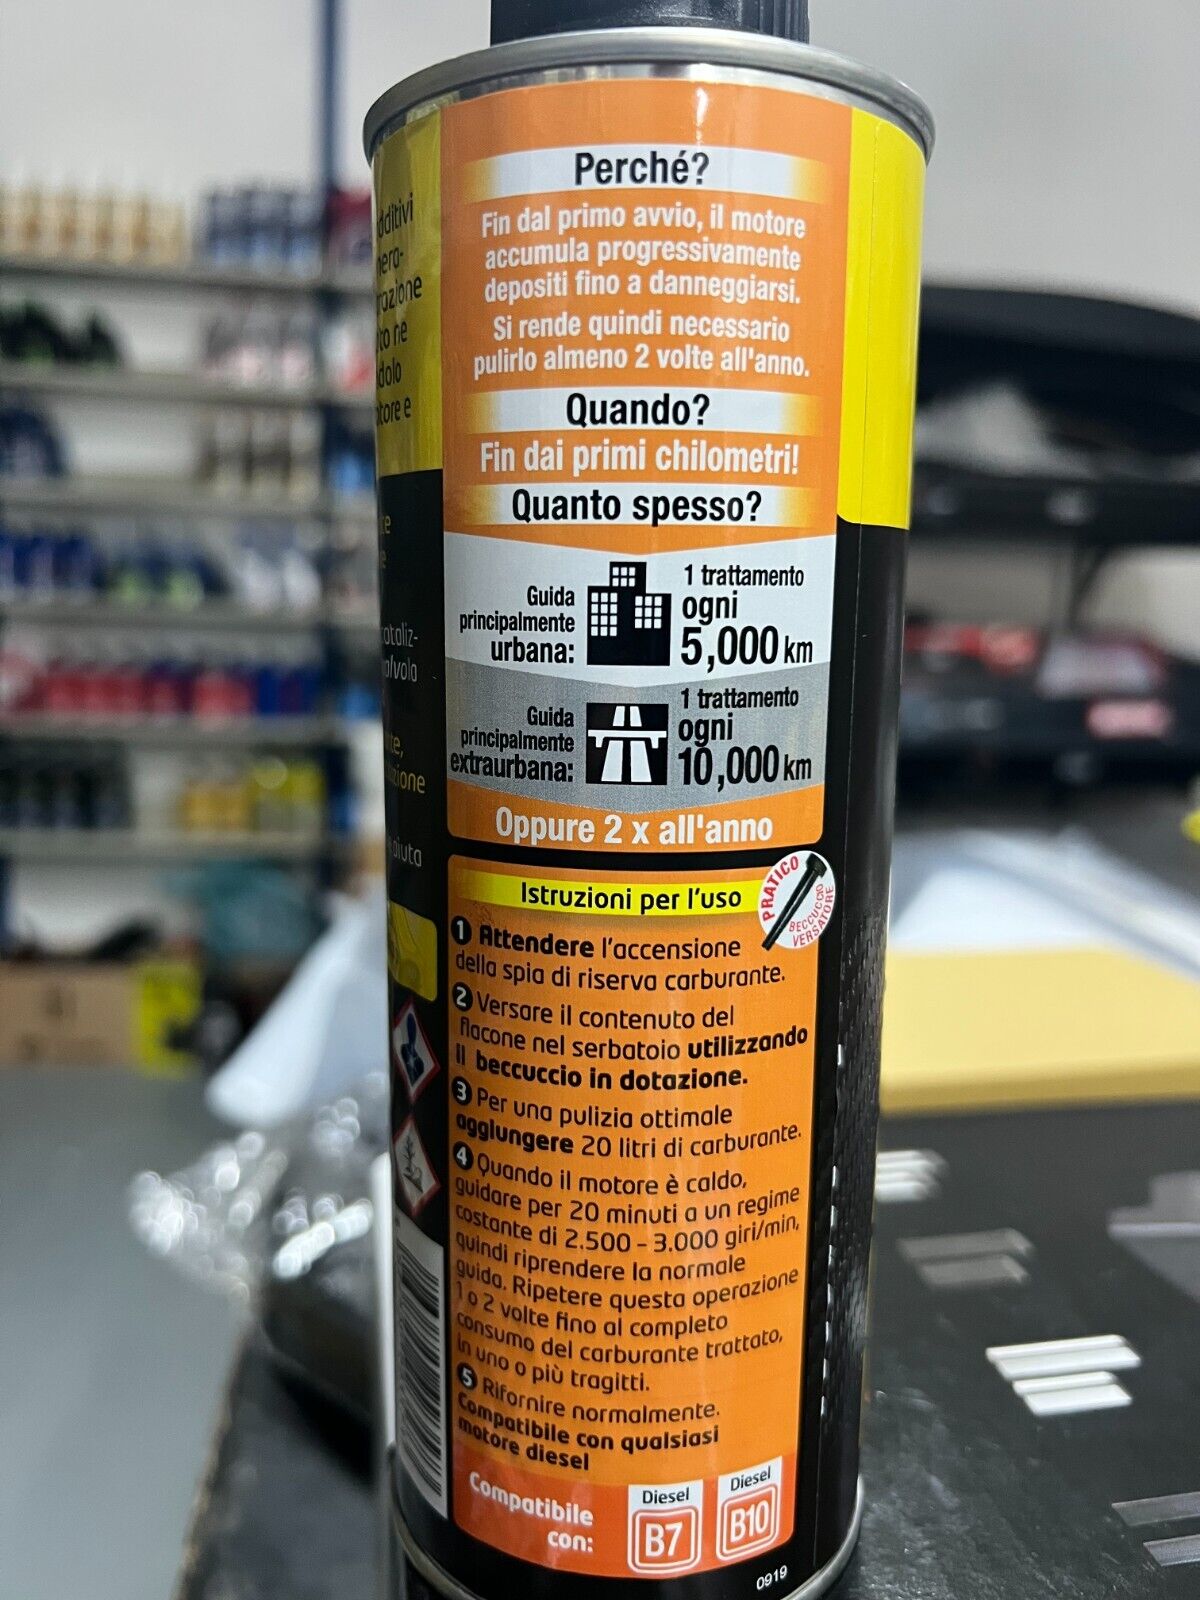 Perché?
Fin dal primo avvio, il motore
accumula progressivamente
depositi fino a danneggiarsi.
Si rende quindi necessario
pulirlo almeno 2 volte all'anno.
Quando?
Fin dai primi chilometri!
Quanto spesso?
Guida
principalmente
urbana:
1 trattamento
ogni
5,000 km
Guida
principalmente
extraurbana:
1 trattamento
ogni
10,000 km
Oppure 2 x all'anno
Istruzioni per l'uso
PRATICO
BECCUCCIO
VERSATORE
1 Attendere l'accensione
della spia di riserva carburante.
2 Versare il contenuto del
flacone nel serbatoio utilizzando
il beccuccio in dotazione.
3 Per una pulizia ottimale
aggiungere 20 litri di carburante.
4 Quando il motore è caldo,
guidare per 20 minuti a un regime
costante di 2.500 - 3.000 giri/min,
quindi riprendere la normale
guida. Ripetere questa operazione
1 o 2 volte fino al completo
consumo del carburante trattato,
in uno o più tragitti.
5 Rifornire normalmente.
Compatibile con qualsiasi
motore diesel
Compatibile
con:
Diesel
B7
Diesel
B10
0919